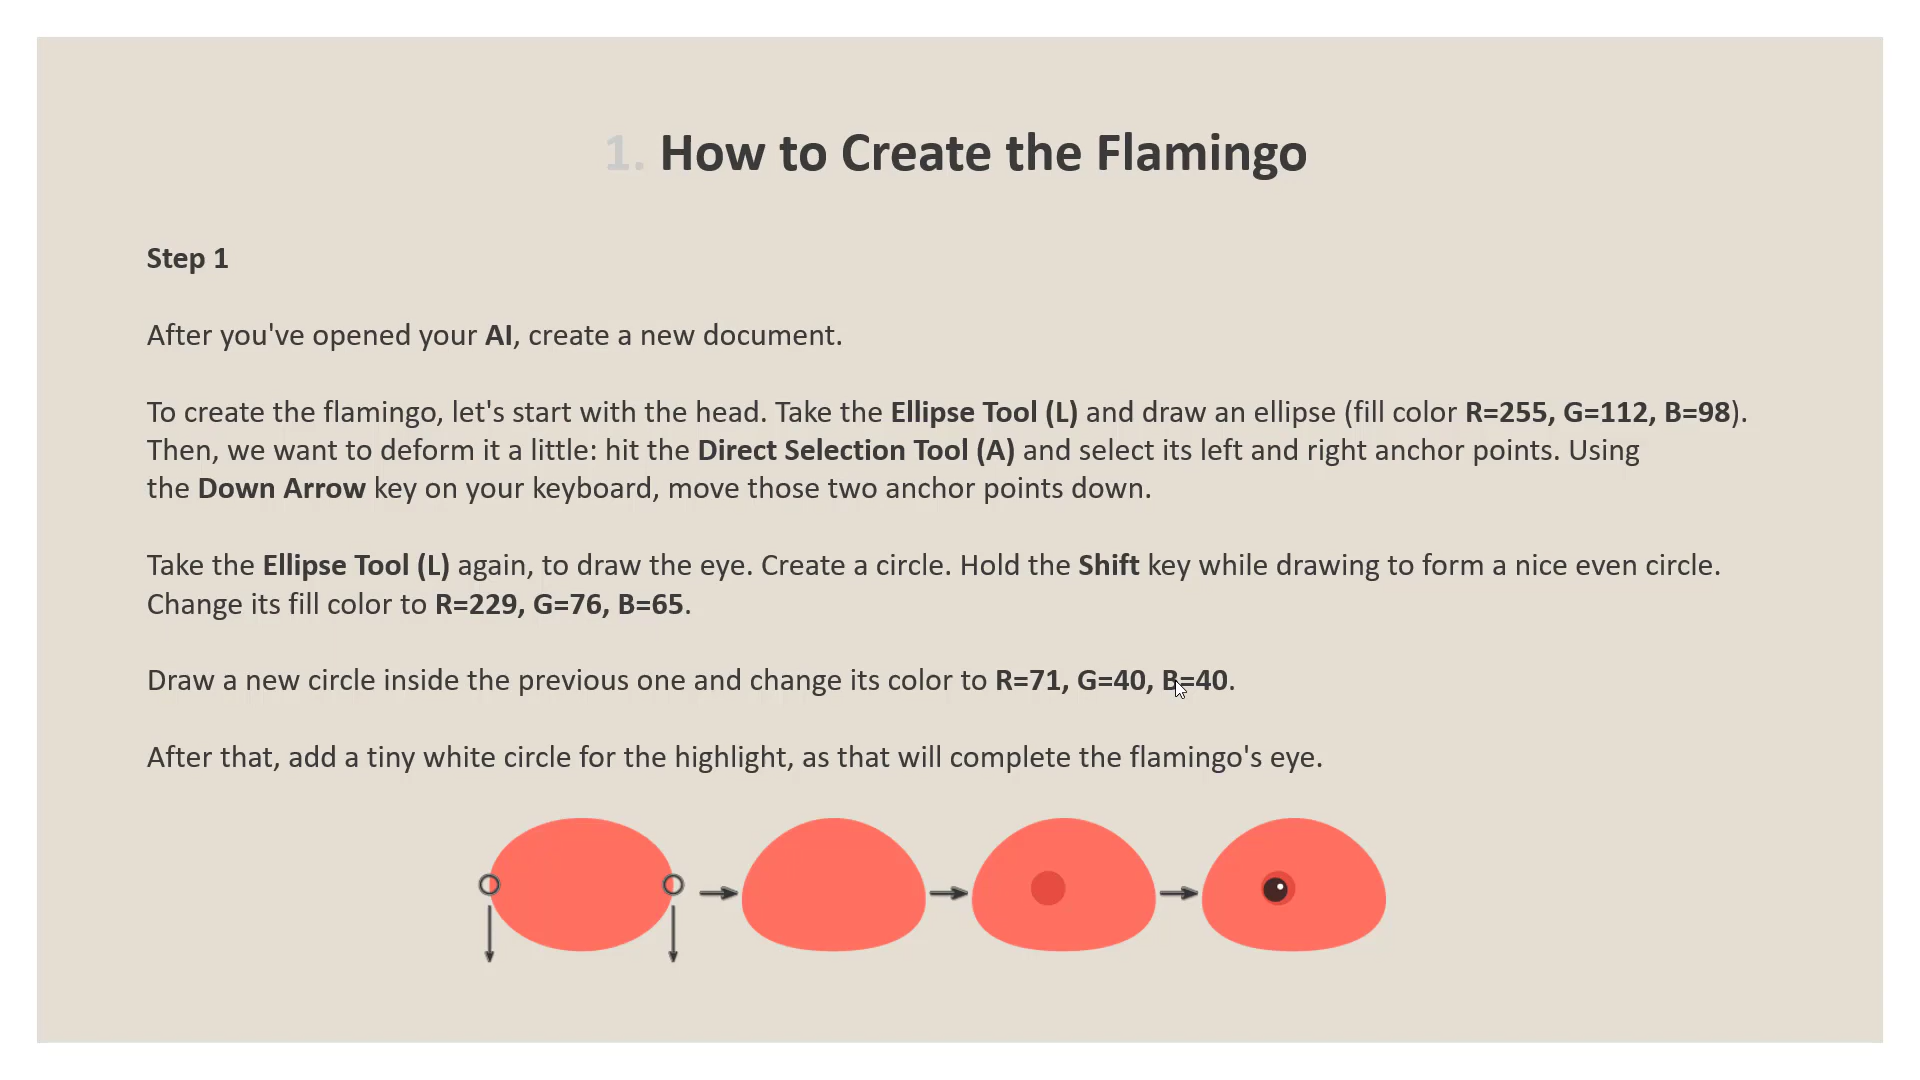 1. How to Create the Flamingo
Step 1
After you've opened your AI, create a new document.
To create the flamingo, let's start with the head. Take the Ellipse Tool (L) and draw an ellipse (fill color R=255, G=112, B=98).
Then, we want to deform it a little: hit the Direct Selection Tool (A) and select its left and right anchor points. Using
the Down Arrow key on your keyboard, move those two anchor points down.
Take the Ellipse Tool (L) again, to draw the eye. Create a circle. Hold the Shift key while drawing to form a nice even circle.
Change its fill color to R=229, G=76, B=65.
Draw a new circle inside the previous one and change its color to R=71, G=40, B=40.
After that, add a tiny white circle for the highlight, as that will complete the flamingo's eye.